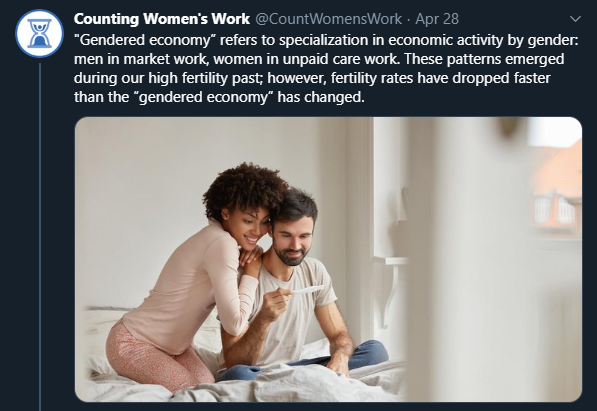 Counting Women's Work @CountWomensWork · Apr 28
"Gendered economy” refers to specialization in economic activity by gender:
men in market work, women in unpaid care work. These patterns emerged
during our high fertility past; however, fertility rates have dropped faster
than the “gendered economy” has changed.